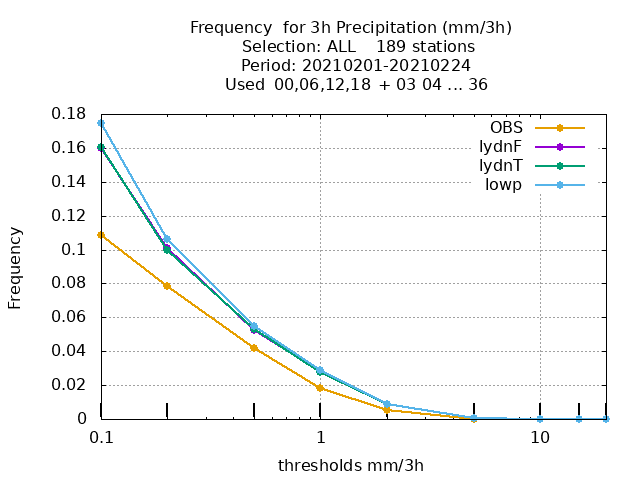 Frequency  for 3h Precipitation (mm/3h)
Selection: ALL    189 stations
Period: 20210201-20210224
Used  00,06,12,18  + 03 04 ... 36
OBS
lydnF
lydnT
lowp
0.18
0.16
0.14
0.12
0.1
0.08
0.06
0.04
0.02
0
Frequency
0.1 1 10
thresholds mm/3h